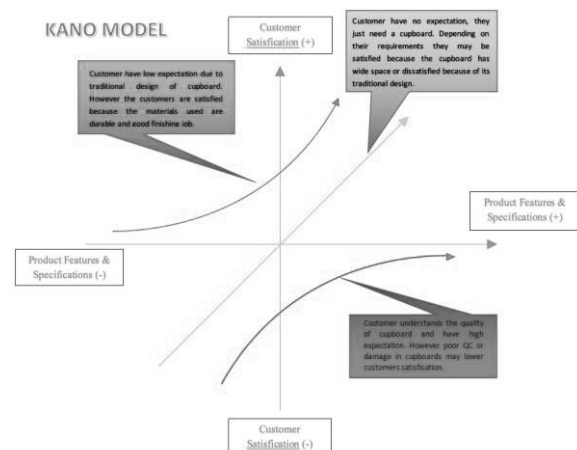 KANO MODEL
Customer
Satisfaction (+)
Customer have no expectation, they
just need a cupboard. Depending on
their requirements they may be
satisfied because the cupboard has
wide space or dissatisfied because of its
traditional design.
Customer have low expectation due to
traditional design of cupboard.
However the customers are satisfied
because the materials used are
durable and good finishing job.
Product Features &
Specifications (+)
Product Features &
Specifications (-)
Customer understands the quality
of cupboard and have high
expectation. However poor QC or
damage in cupboards may lower
customers satisfication.
Customer
Satisfication (-)